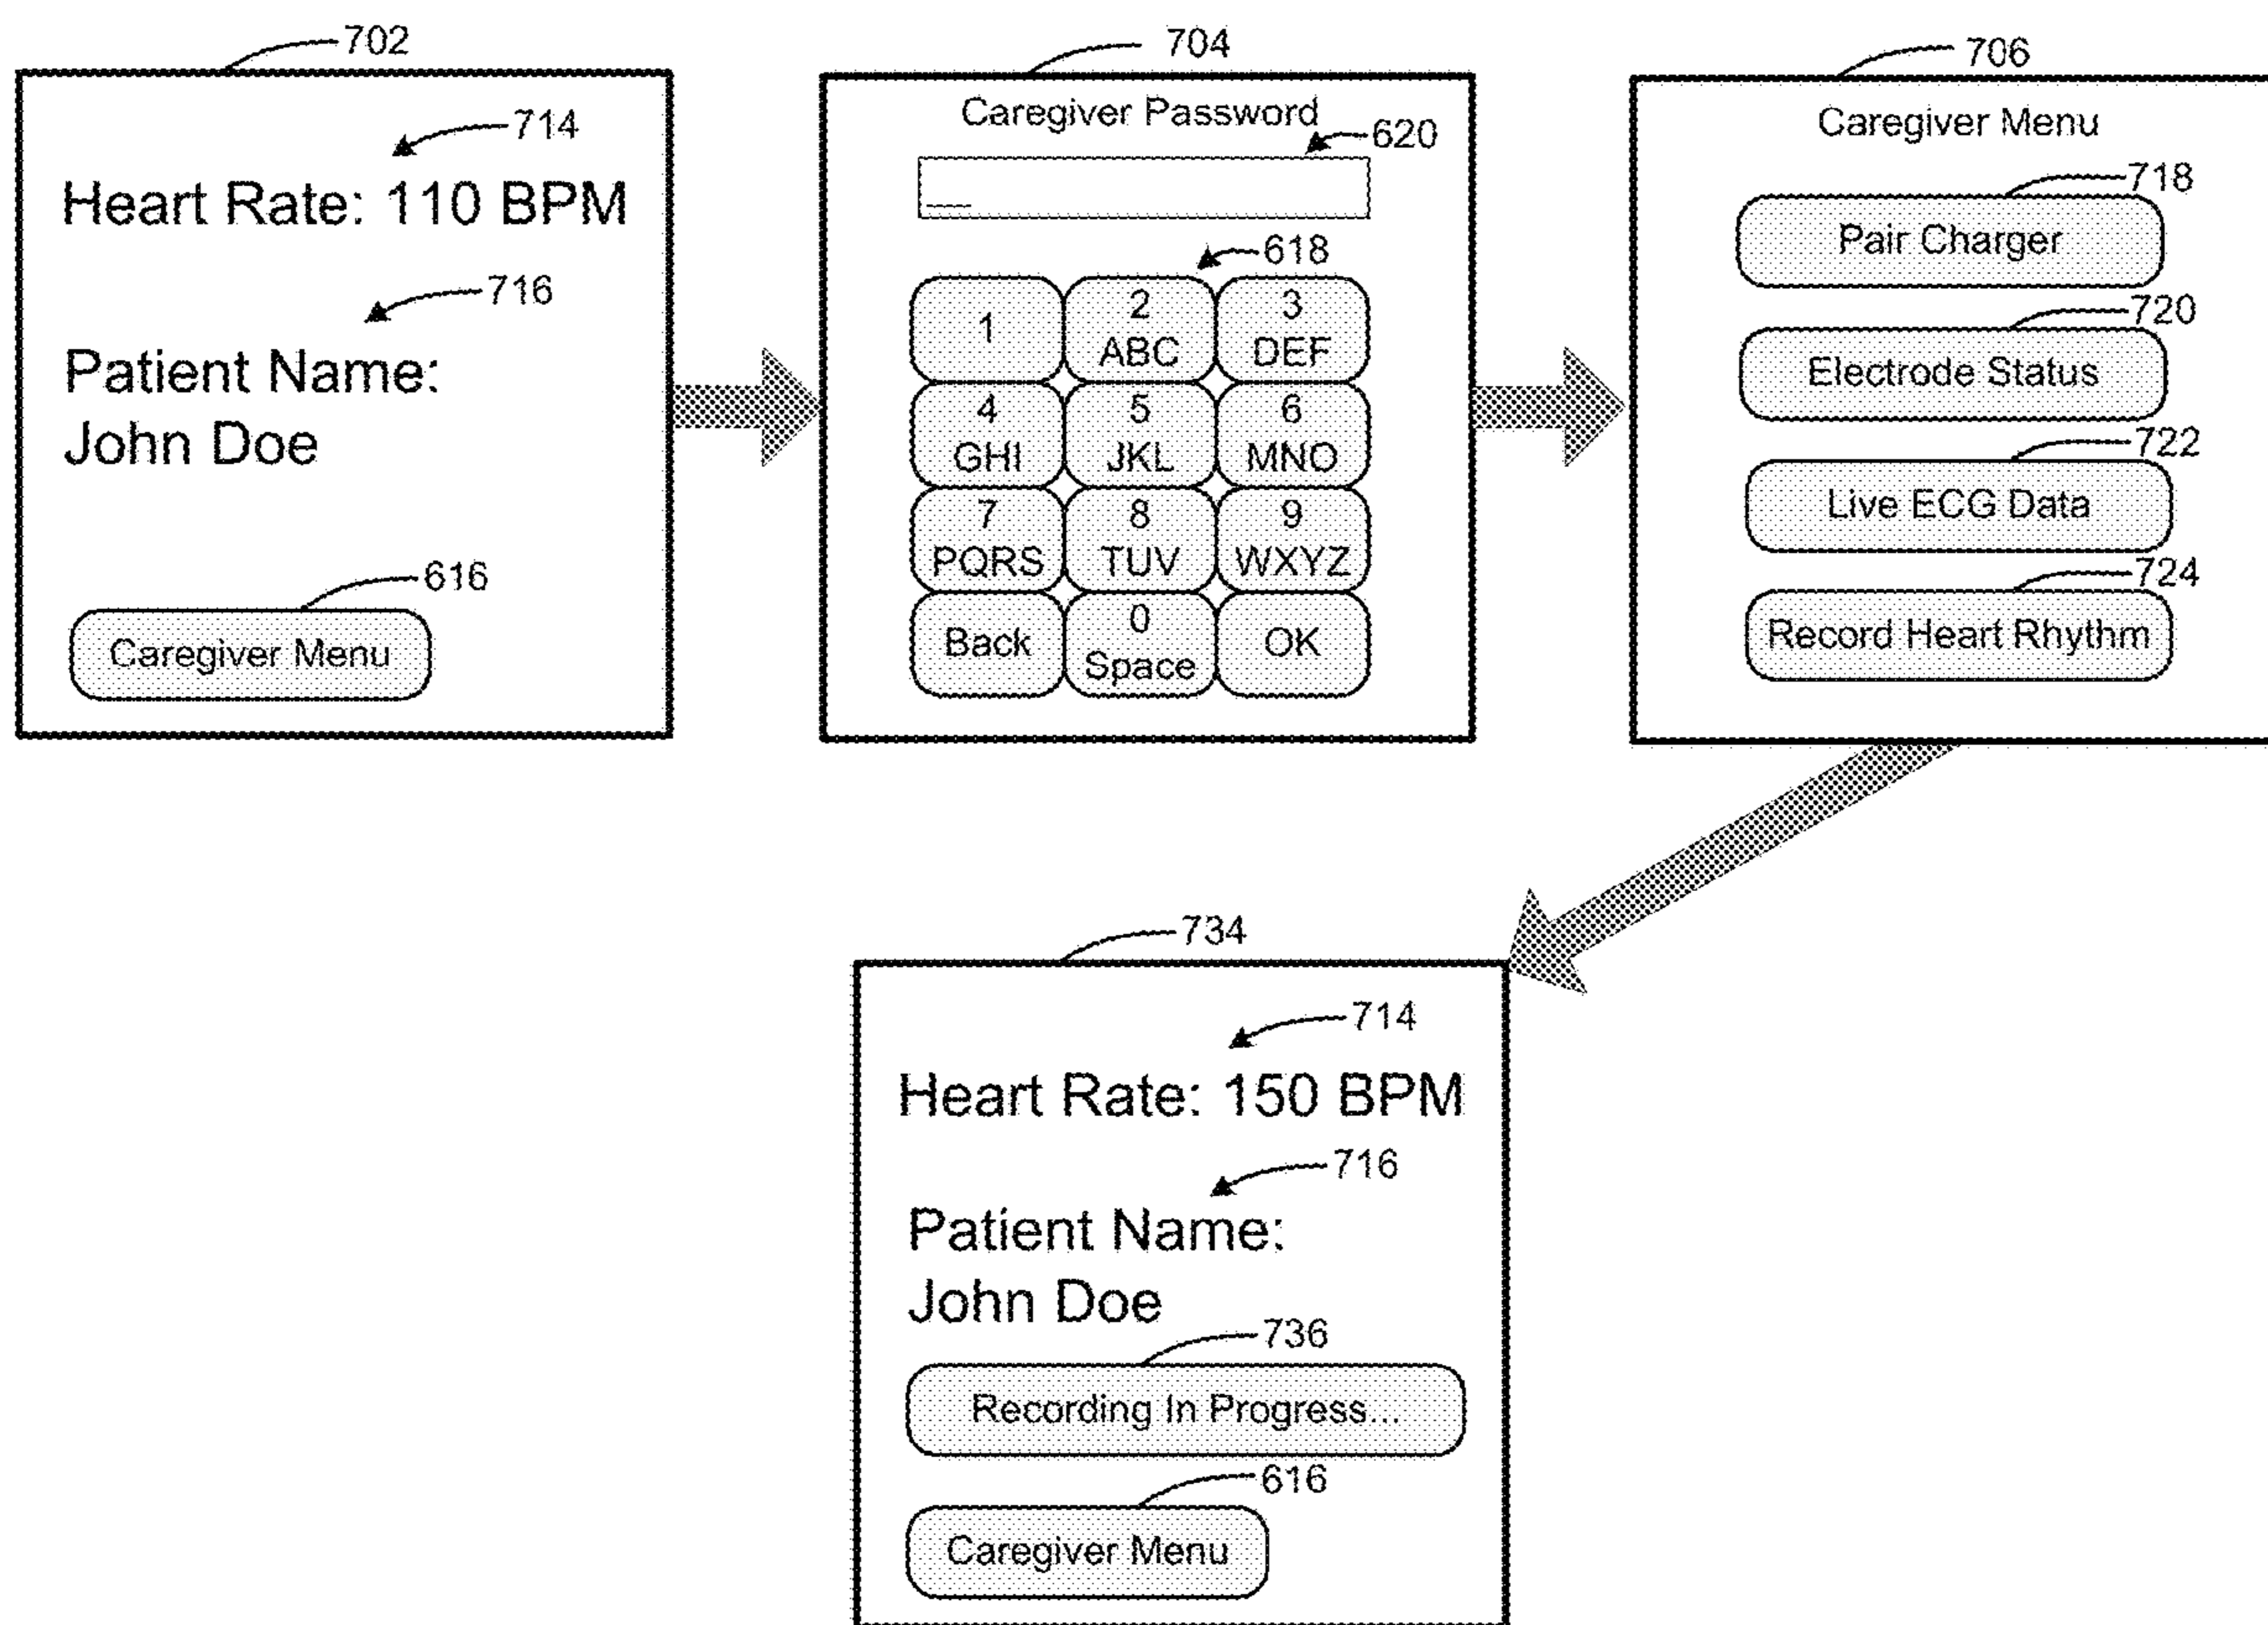 702
714
Heart Rate: 110 BPM
716
Patient Name:
John Doe
616
Caregiver Menu
704
Caregiver Password
620
__
618
1
2
ABC
3
DEF
4
GHI
5
JKL
6
MNO
7
PQRS
8
TUV
9
WXYZ
Back
0
Space
OK
706
Caregiver Menu
718
Pair Charger
720
Electrode Status
722
Live ECG Data
724
Record Heart Rhythm
734
714
Heart Rate: 150 BPM
716
Patient Name:
John Doe
736
Recording In Progress...
616
Caregiver Menu